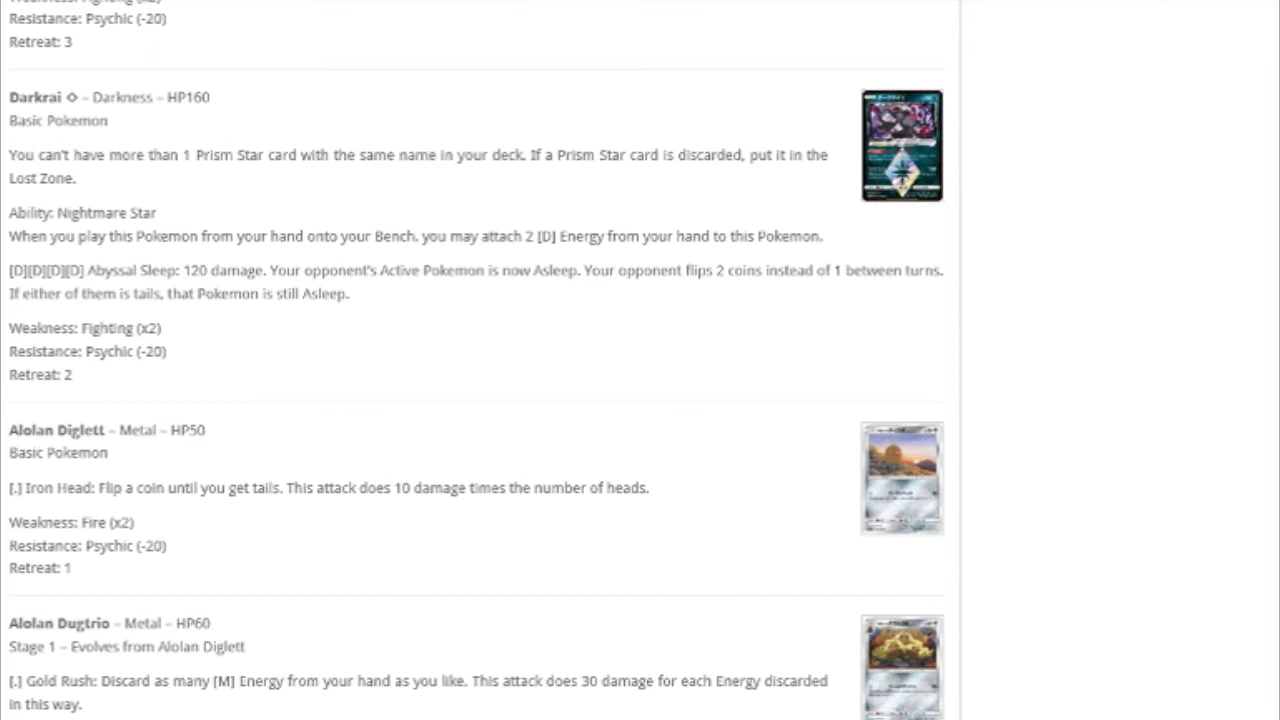 Resistance: Psychic (-20)
Retreat: 3
Darkrai ◇ – Darkness – HP160
Basic Pokemon
You can't have more than 1 Prism Star card with the same name in your deck. If a Prism Star card is discarded, put it in the
Lost Zone.
Ability: Nightmare Star
When you play this Pokemon from your hand onto your Bench, you may attach 2 [D] Energy from your hand to this Pokemon.
[D][D][D][D] Abyssal Sleep: 120 damage. Your opponent's Active Pokemon is now Asleep. Your opponent flips 2 coins instead of 1 between turns.
If either of them is tails, that Pokemon is still Asleep.
Weakness: Fighting (x2)
Resistance: Psychic (-20)
Retreat: 2
Alolan Diglett – Metal – HP50
Basic Pokemon
[.] Iron Head: Flip a coin until you get tails. This attack does 10 damage times the number of heads.
Weakness: Fire (x2)
Resistance: Psychic (-20)
Retreat: 1
Alolan Dugtrio – Metal – HP60
Stage 1 – Evolves from Alolan Diglett
[.] Gold Rush: Discard as many [M] Energy from your hand as you like. This attack does 30 damage for each Energy discarded
in this way.